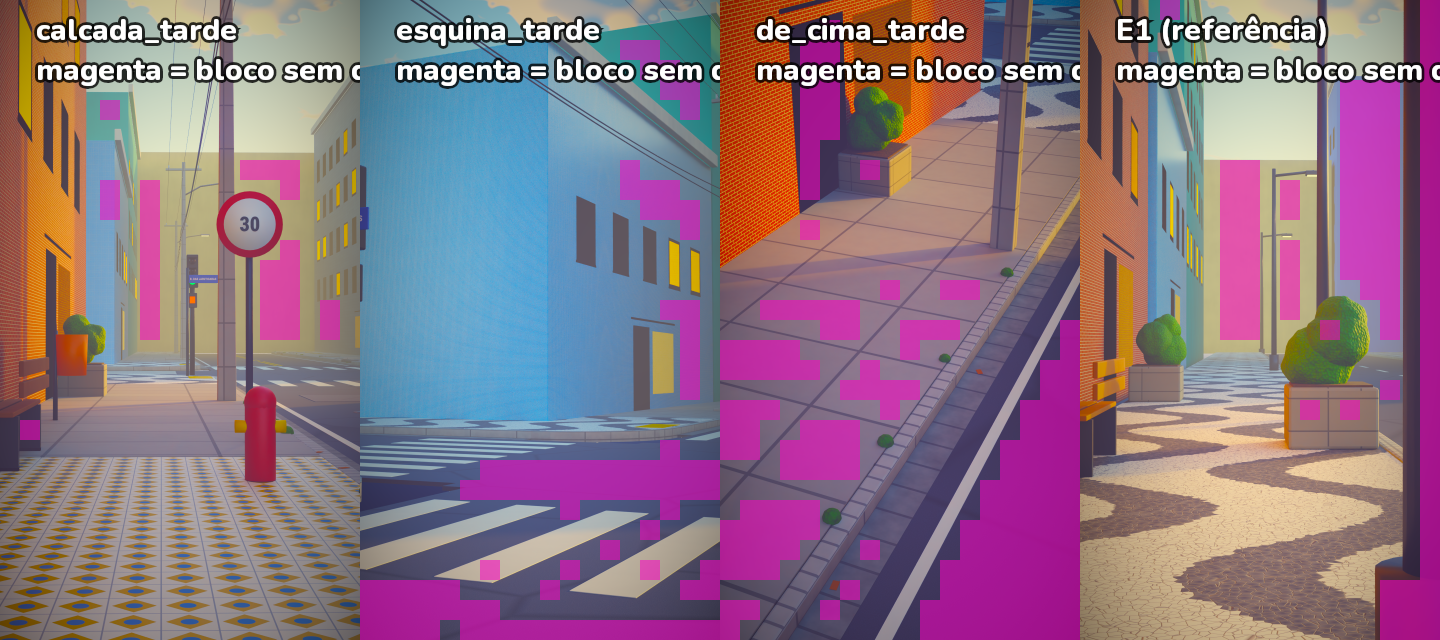 calcada_tarde
magenta = bloco sem
esquina_tarde
magenta = bloco sem
de_cima_tarde
magenta = bloco sem
E1 (referência)
magenta = bloco sem
30